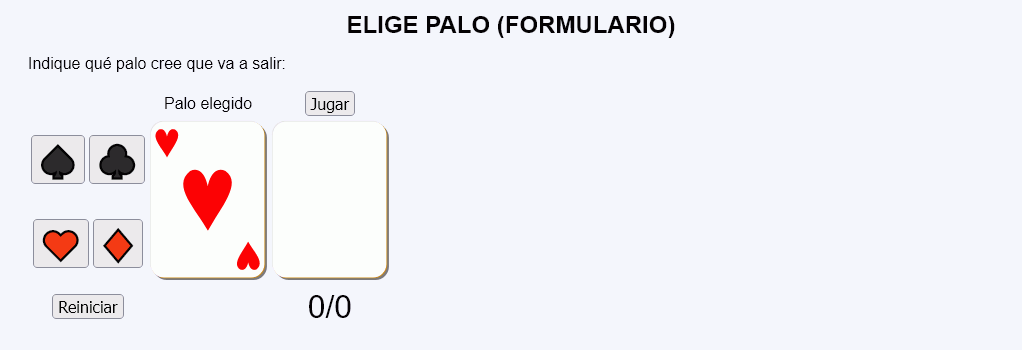 ELIGE PALO (FORMULARIO)
Indique qué palo cree que va a salir:
Palo elegido
Jugar
Reiniciar
0/0